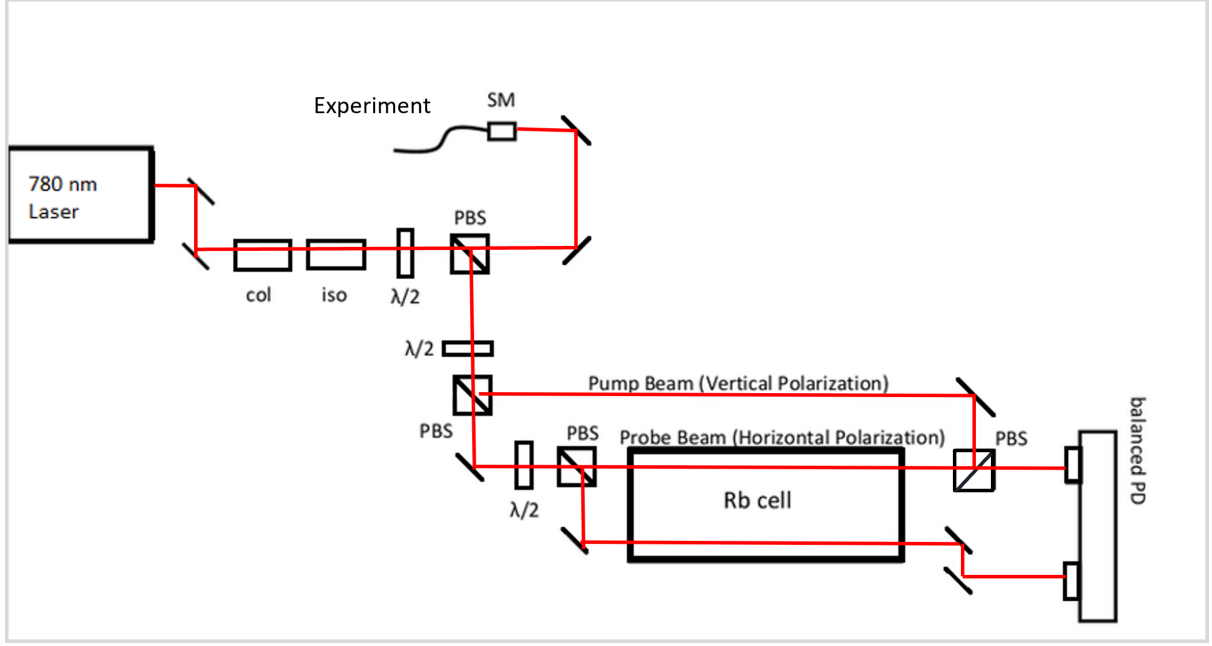 Experiment
SM
780 nm
Laser
PBS
col
iso
λ/2
λ/2
Pump Beam (Vertical Polarization)
PBS
PBS
Probe Beam (Horizontal Polarization)
PBS
balanced PD
λ/2
Rb cell